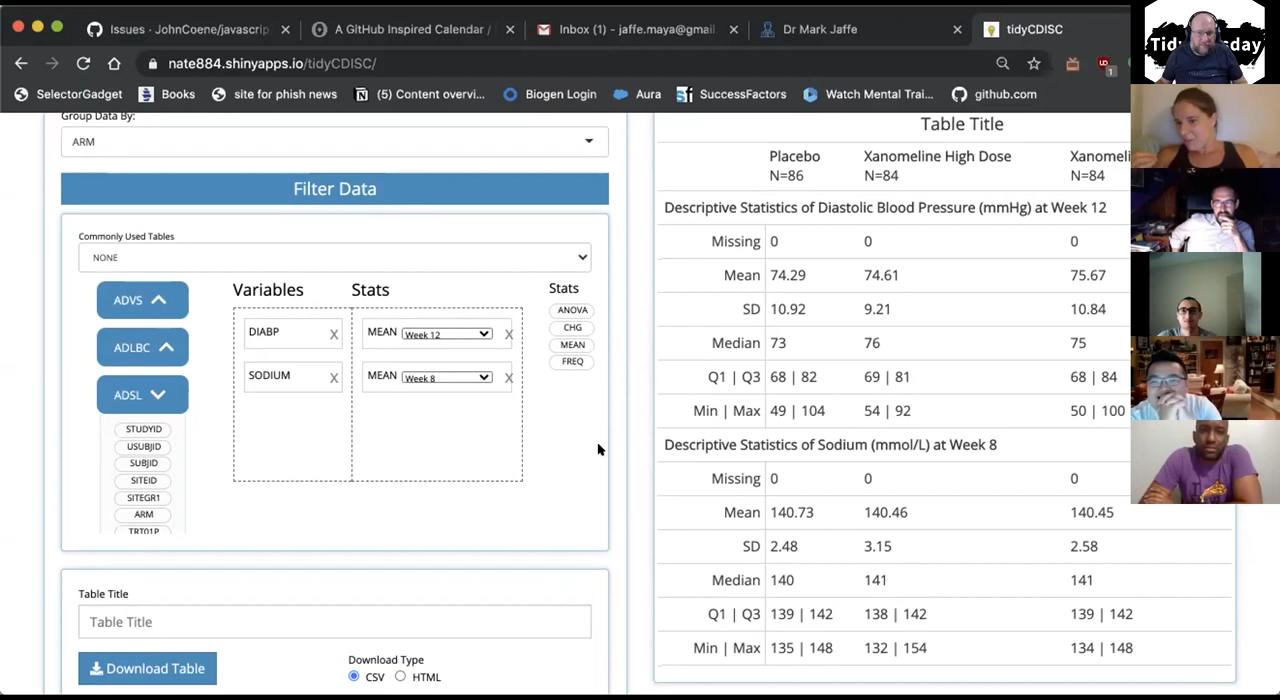 Issues · JohnCoene/javascrip
A GitHub Inspired Calendar /
Inbox (1) - jaffe.maya@gmail
Dr Mark Jaffe
tidyCDISC
nate884.shinyapps.io/tidyCDISC/
SelectorGadget
Books
site for phish news
(5) Content overvi...
Biogen Login
Aura
SuccessFactors
Watch Mental Trai...
github.com
Group Data By:
ARM
Filter Data
Commonly Used Tables
NONE
ADVS
ADLBC
ADSL
STUDYID
USUBJID
SUBJID
SITEID
SITEGR1
ARM
TRT01P
Variables
Stats
DIABP X
MEAN Week 12 X
SODIUM X
MEAN Week 8 X
Stats
ANOVA
CHG
MEAN
FREQ
Table Title
Table Title
Download Table
Download Type
CSV
HTML
Table Title
Placebo Xanomeline High Dose Xanomeli
N=86 N=84 N=84
Descriptive Statistics of Diastolic Blood Pressure (mmHg) at Week 12
Missing 0 0 0
Mean 74.29 74.61 75.67
SD 10.92 9.21 10.84
Median 73 76 75
Q1 | Q3 68 | 82 69 | 81 68 | 84
Min | Max 49 | 104 54 | 92 50 | 100
Descriptive Statistics of Sodium (mmol/L) at Week 8
Missing 0 0 0
Mean 140.73 140.46 140.45
SD 2.48 3.15 2.58
Median 140 141 141
Q1 | Q3 139 | 142 138 | 142 139 | 142
Min | Max 135 | 148 132 | 154 134 | 148